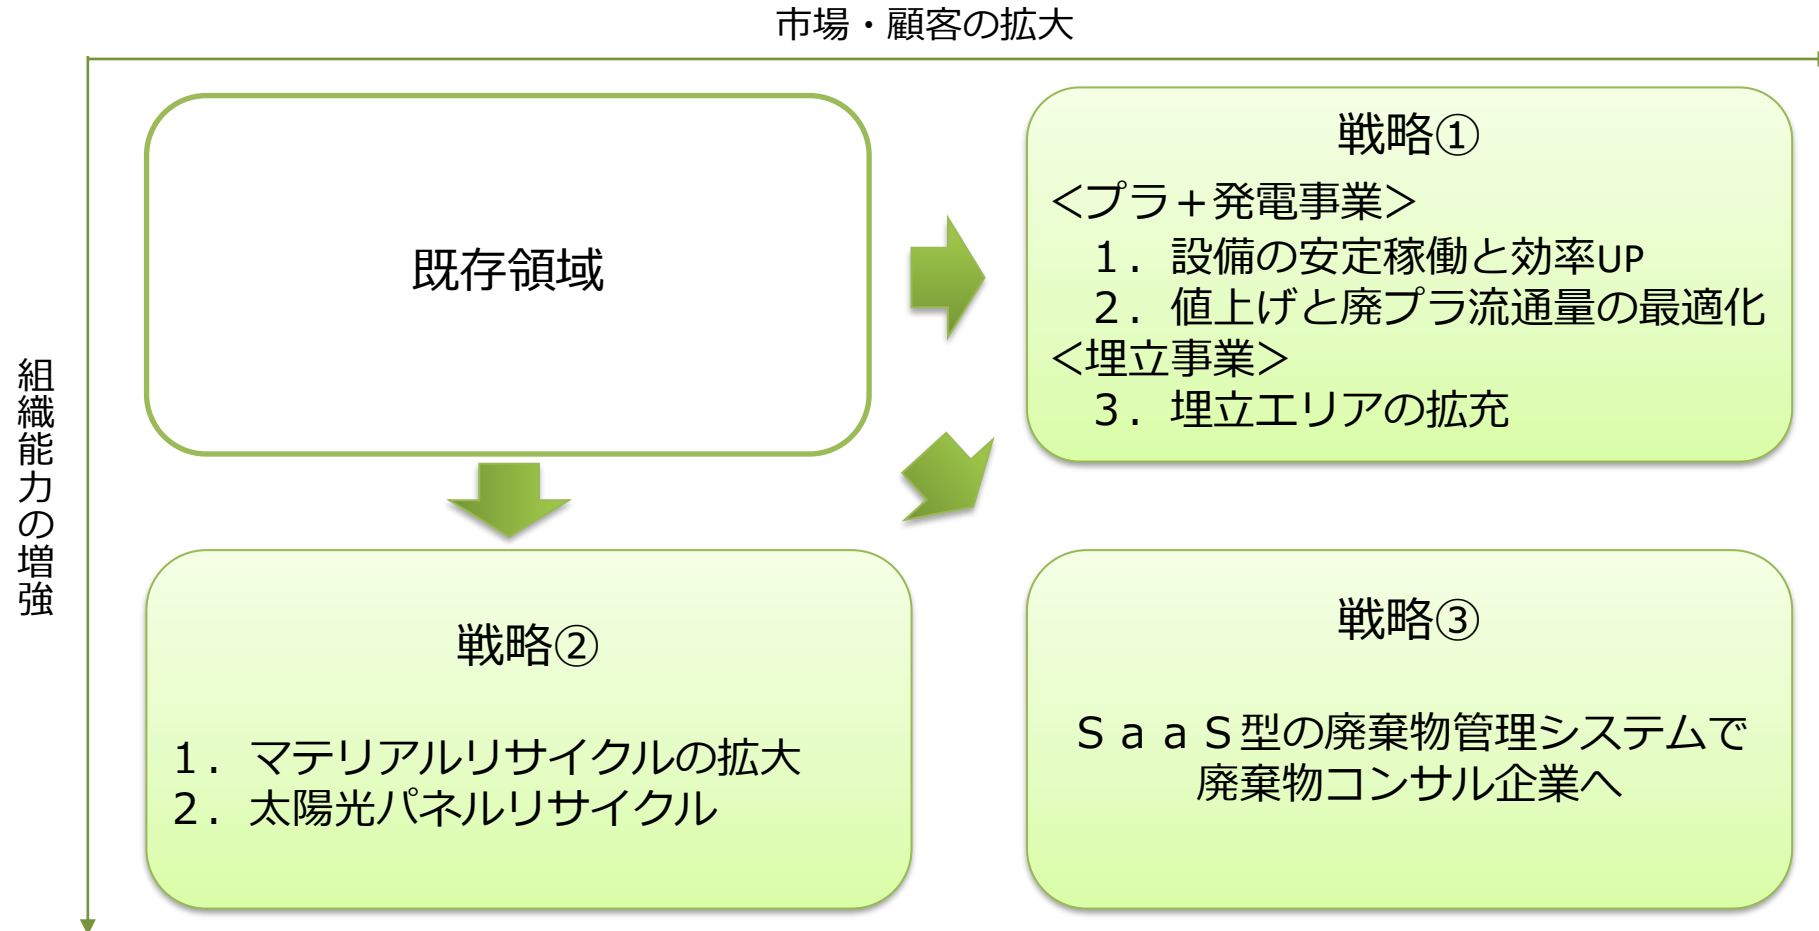 市場・顧客の拡大
組織能力の増強
既存領域
戦略①
＜プラ＋発電事業＞
１．設備の安定稼働と効率UP
２．値上げと廃プラ流通量の最適化
＜埋立事業＞
３．埋立エリアの拡充
戦略②
１．マテリアルリサイクルの拡大
２．太陽光パネルリサイクル
戦略③
ＳａａＳ型の廃棄物管理システムで
廃棄物コンサル企業へ